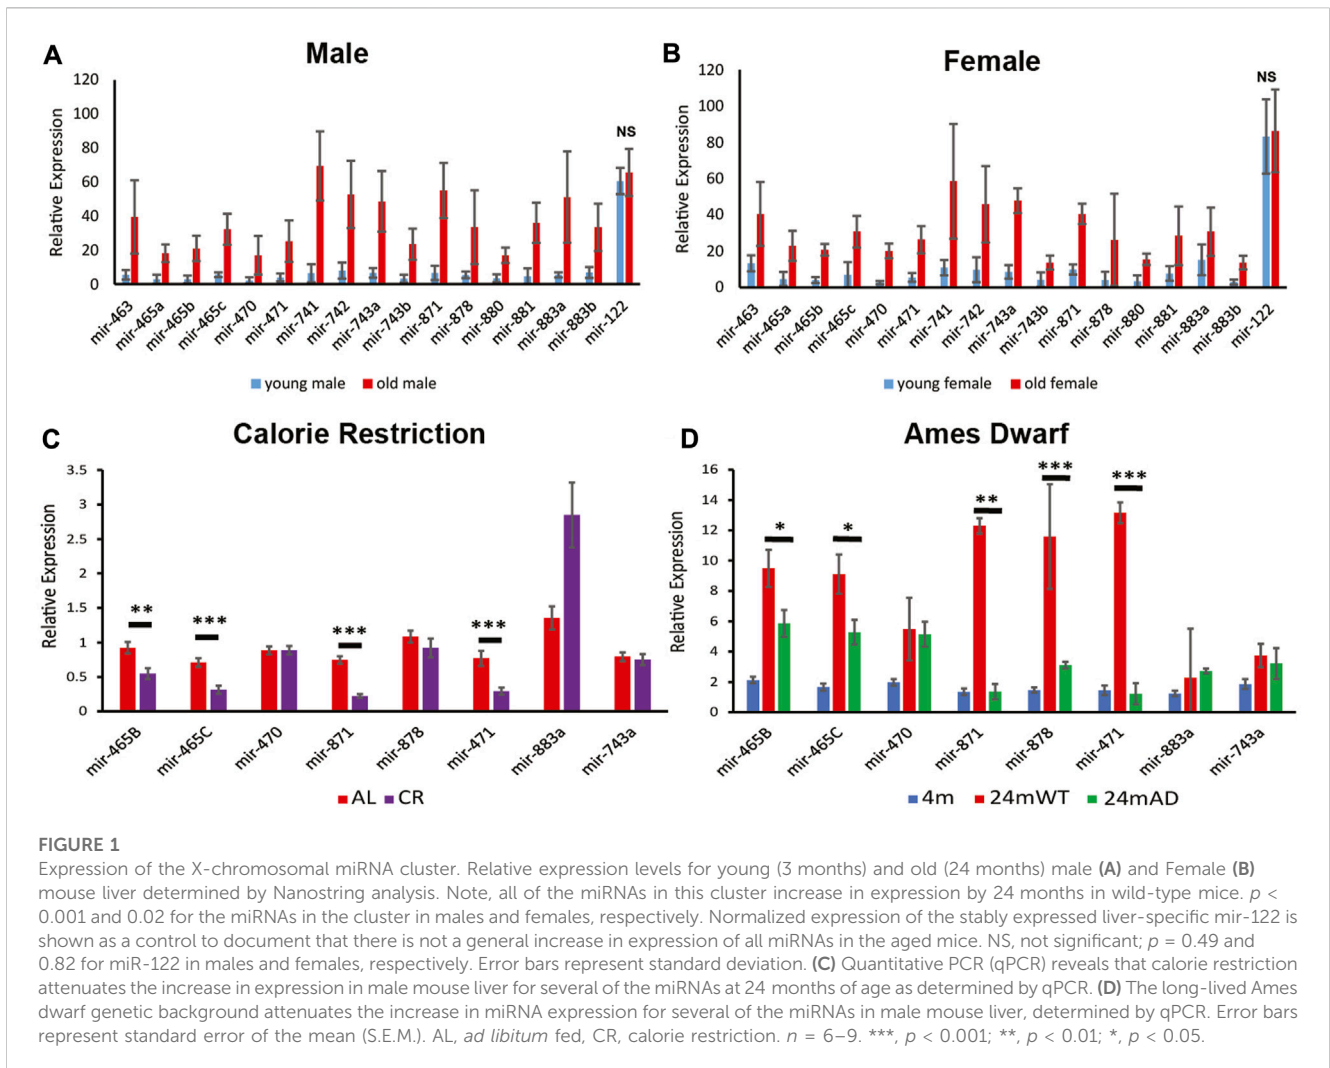 A
Male
Relative Expression
120
100
80
60
40
20
0
NS
mir-463
mir-465a
mir-465b
mir-465c
mir-470
mir-471
mir-741
mir-742
mir-743a
mir-743b
mir-871
mir-878
mir-880
mir-881
mir-883a
mir-883b
mir-122
young male
old male
B
Female
Relative Expression
120
100
80
60
40
20
0
NS
mir-463
mir-465a
mir-465b
mir-465c
mir-470
mir-471
mir-741
mir-742
mir-743a
mir-743b
mir-871
mir-878
mir-880
mir-881
mir-883a
mir-883b
mir-122
young female
old female
C
Calorie Restriction
Relative Expression
3.5
3
2.5
2
1.5
1
0.5
0
**
***
***
***
mir-465B
mir-465C
mir-470
mir-871
mir-878
mir-471
mir-883a
mir-743a
AL
CR
D
Ames Dwarf
Relative Expression
16
14
12
10
8
6
4
2
0
*
*
**
***
***
mir-465B
mir-465C
mir-470
mir-871
mir-878
mir-471
mir-883a
mir-743a
4m
24mWT
24mAD
FIGURE 1
Expression of the X-chromosomal miRNA cluster. Relative expression levels for young (3 months) and old (24 months) male (A) and Female (B)
mouse liver determined by Nanostring analysis. Note, all of the miRNAs in this cluster increase in expression by 24 months in wild-type mice. p <
0.001 and 0.02 for the miRNAs in the cluster in males and females, respectively. Normalized expression of the stably expressed liver-specific mir-122 is
shown as a control to document that there is not a general increase in expression of all miRNAs in the aged mice. NS, not significant; p = 0.49 and
0.82 for miR-122 in males and females, respectively. Error bars represent standard deviation. (C) Quantitative PCR (qPCR) reveals that calorie restriction
attenuates the increase in expression in male mouse liver for several of the miRNAs at 24 months of age as determined by qPCR. (D) The long-lived Ames
dwarf genetic background attenuates the increase in miRNA expression for several of the miRNAs in male mouse liver, determined by qPCR. Error bars
represent standard error of the mean (S.E.M.). AL, ad libitum fed, CR, calorie restriction. n = 6–9. ***, p < 0.001; **, p < 0.01; *, p < 0.05.